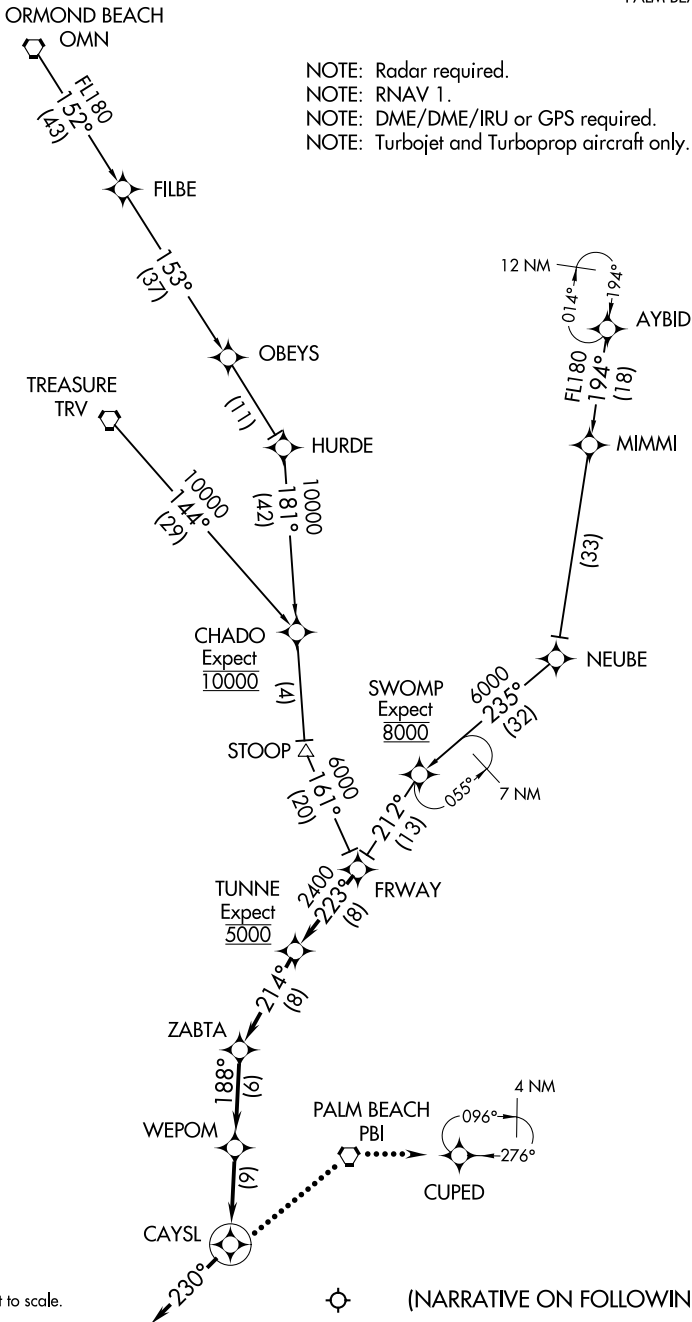 PALM BEA
ORMOND BEACH
OMN
NOTE: Radar required.
NOTE: RNAV 1.
NOTE: DME/DME/IRU or GPS required.
NOTE: Turbojet and Turboprop aircraft only.
FL180
152°
(43)
FILBE
153°
(37)
12 NM
014°
194°
AYBID
FL180
194°
(18)
OBEYS
TREASURE
TRV
(11)
HURDE
MIMMI
10000
144°
(29)
10000
181°
(42)
(33)
CHADO
Expect
10000
NEUBE
(4)
SWOMP
Expect
8000
6000
235°
(32)
STOOP
6000
161°
(20)
055°
7 NM
212°
(13)
FRWAY
TUNNE
Expect
5000
2400
223°
(8)
214°
(8)
ZABTA
188°
(6)
4 NM
PALM BEACH
PBI
096°
276°
WEPOM
CUPED
(6)
CAYSL
230°
t to scale.
(NARRATIVE ON FOLLOWIN